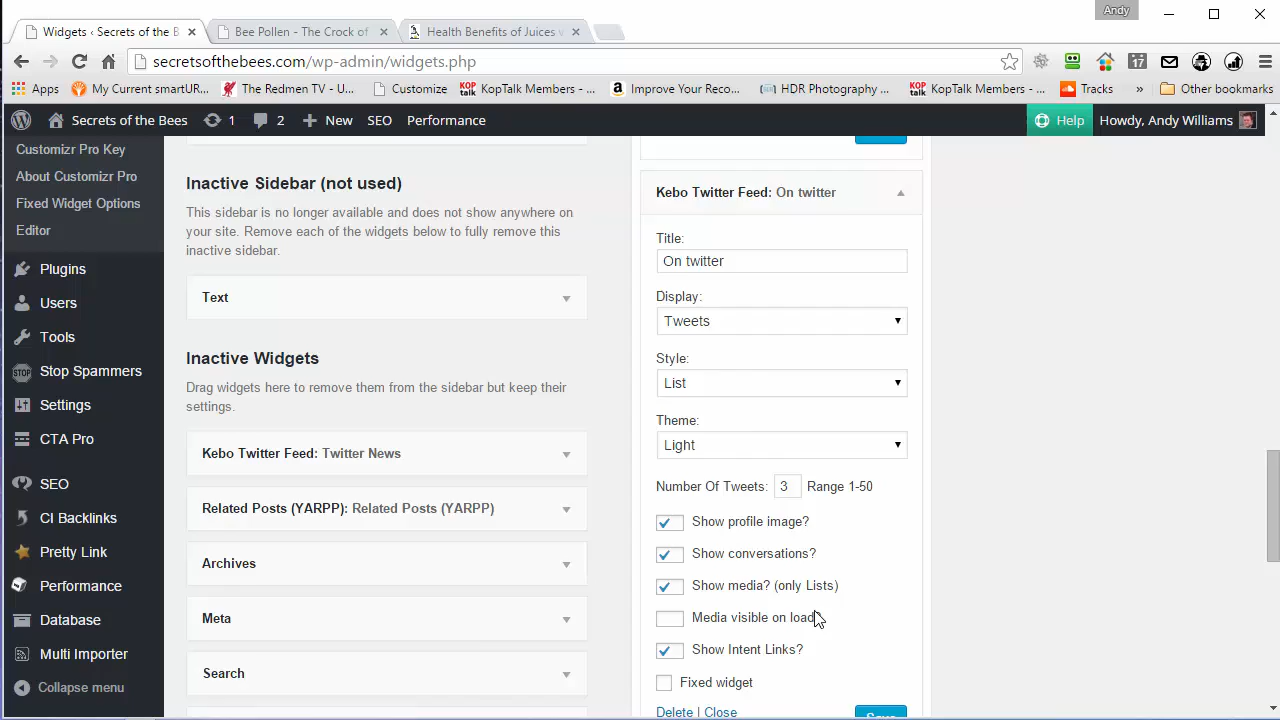 Andy
Widgets ‹ Secrets of the B
Bee Pollen - The Crock of
Health Benefits of Juices v
secretsofthebees.com/wp-admin/widgets.php
17
Apps
My Current smartUR...
The Redmen TV - U...
Customize
KOP TALK
KopTalk Members - ...
Improve Your Reso...
HDR Photography ...
KOP TALK
KopTalk Members - ...
Tracks
»
Other bookmarks
Secrets of the Bees
1
2
New
SEO
Performance
Help
Howdy, Andy Williams
Customizr Pro Key
About Customizr Pro
Fixed Widget Options
Editor
Plugins
Users
Tools
STOP
Stop Spammers
Settings
CTA Pro
SEO
CI Backlinks
Pretty Link
Performance
Database
Multi Importer
Collapse menu
Inactive Sidebar (not used)
This sidebar is no longer available and does not show anywhere on
your site. Remove each of the widgets below to fully remove this
inactive sidebar.
Text
Inactive Widgets
Drag widgets here to remove them from the sidebar but keep their
settings.
Kebo Twitter Feed: Twitter News
Related Posts (YARPP): Related Posts (YARPP)
Archives
Meta
Search
Kebo Twitter Feed: On twitter
Title:
On twitter
Display:
Tweets
Style:
List
Theme:
Light
Number Of Tweets: 3 Range 1-50
Show profile image?
Show conversations?
Show media? (only Lists)
Media visible on load
Show Intent Links?
Fixed widget
Delete | Close
Save